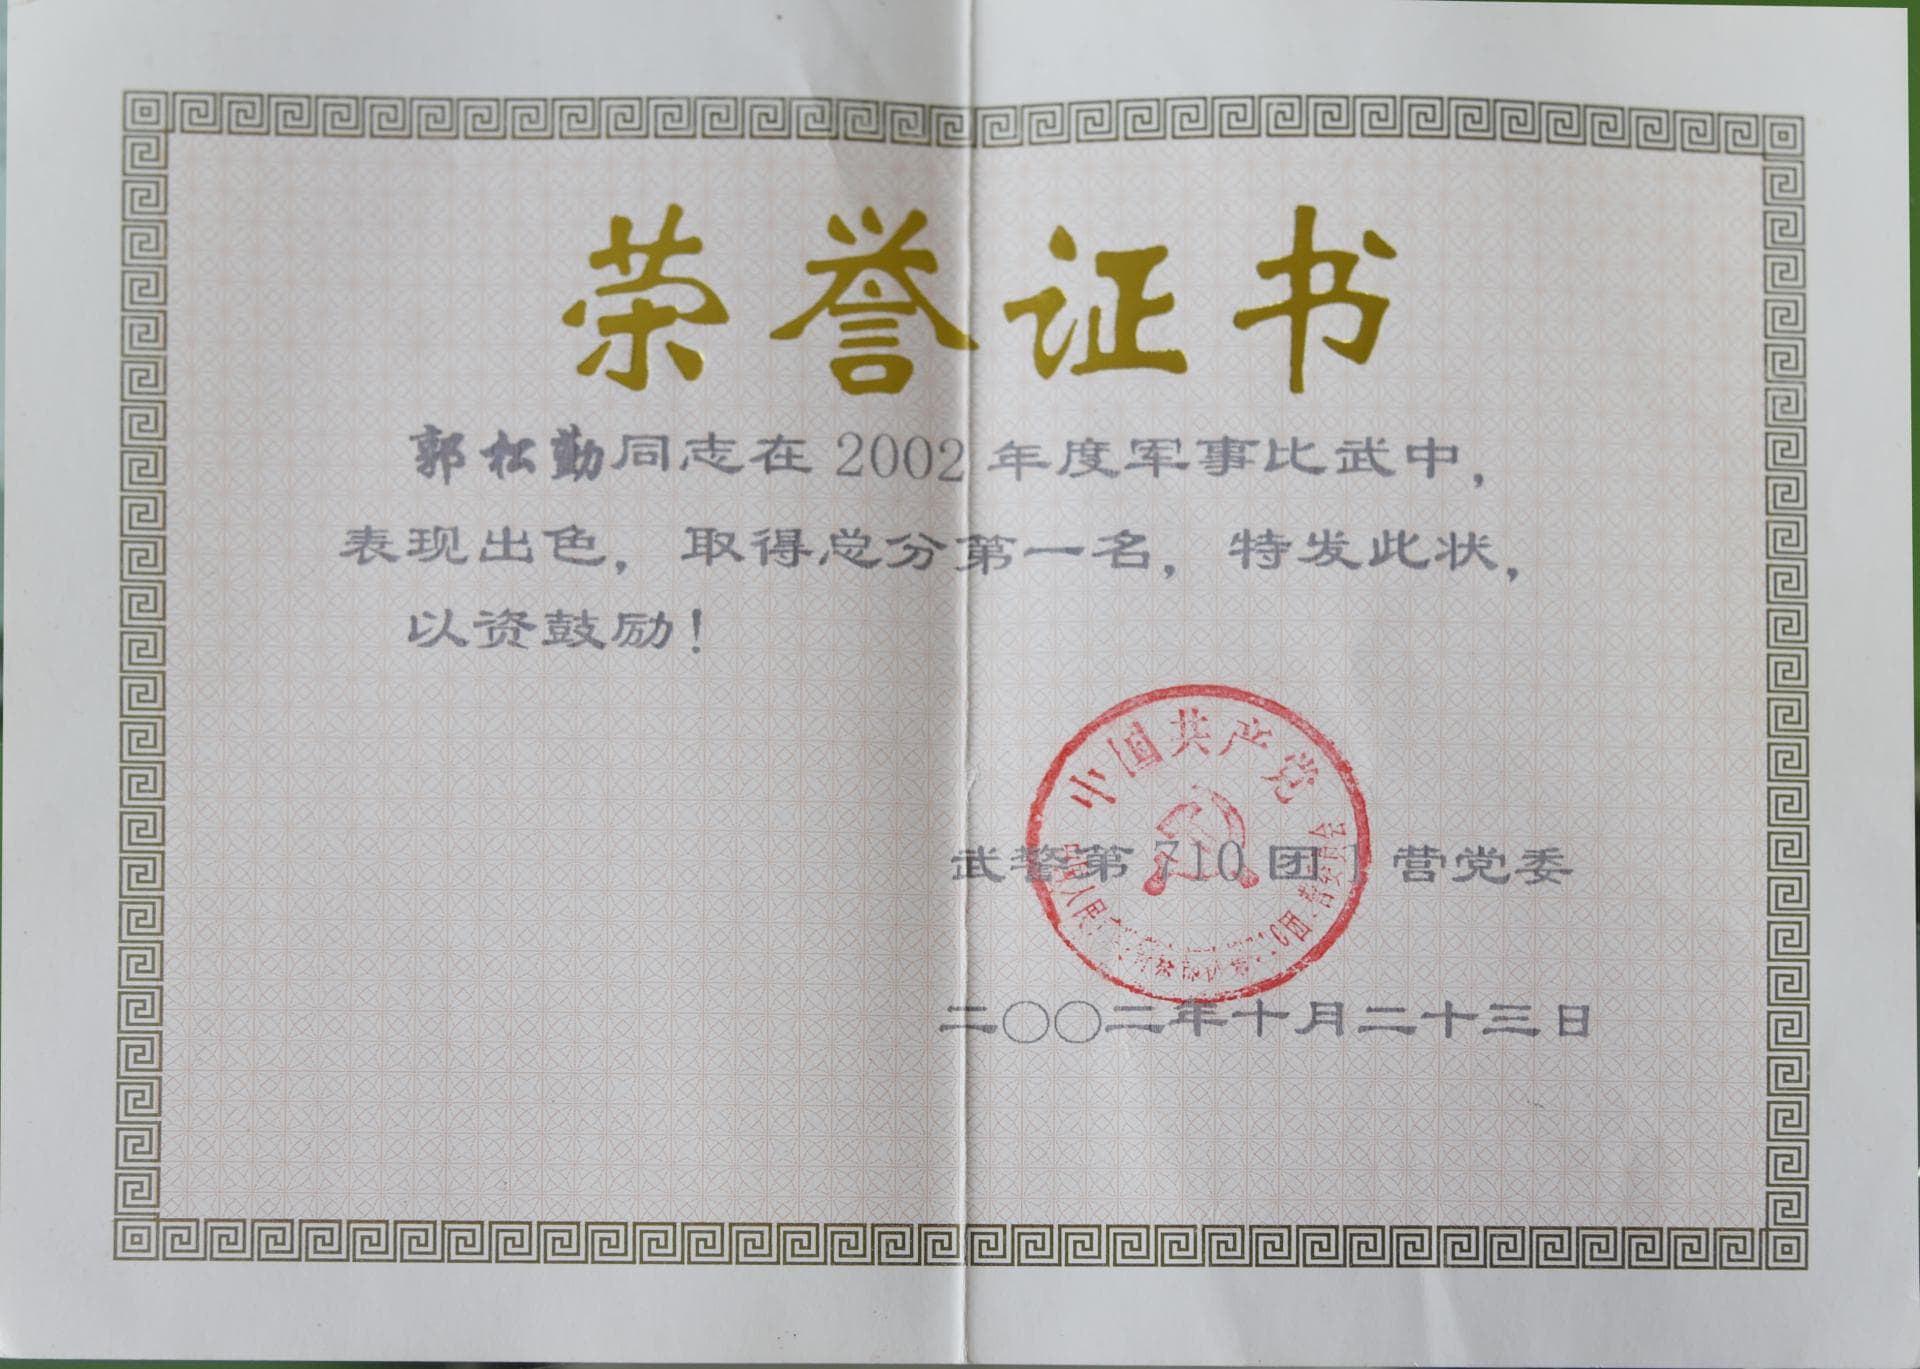 荣誉证书
郭松勤同志在2002年度军事比武中，
表现出色，取得总分第一名，特发此状，
以资鼓励！
中国共产党
武警第710团1营党委
二〇〇二年十月二十三日